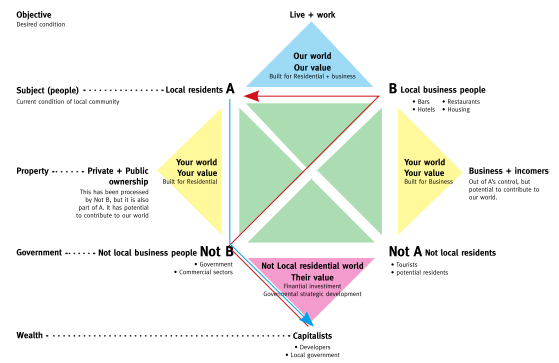 Objective
Desired condition
Live + work
Our world
Our value
Built for Residential + business
Subject (people)
Local residents A
B Local business people
Current condition of local community
• Bars • Restaurants
• Hotels • Housing
Your world
Your value
Built for Residential
Your world
Your value
Built for Business
Property
Private + Public
ownership
This has been processed
by Not B, but it is also
part of A. It has potential
to contribute to our world
Business + incomers
Out of A's control, but
potential to contribute to
our world.
Government
Not local business people Not B
Not A Not local residents
• Government
• Commercial sectors
• Tourists
• potential residents
Not Local residential world
Their value
Finantial investment
Governental strategic development
Wealth
Capitalists
• Developers
• Local government